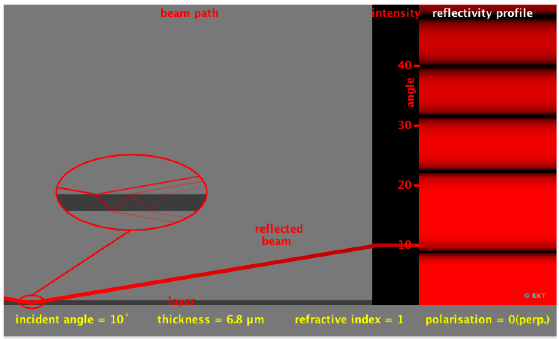 beam path
intensity
reflectivity profile
40
angle
30
20
reflected
beam
10
© KKT
layer
incident angle = 10˚
thickness = 6.8 µm
refractive index = 1
polarisation = 0(perp.)